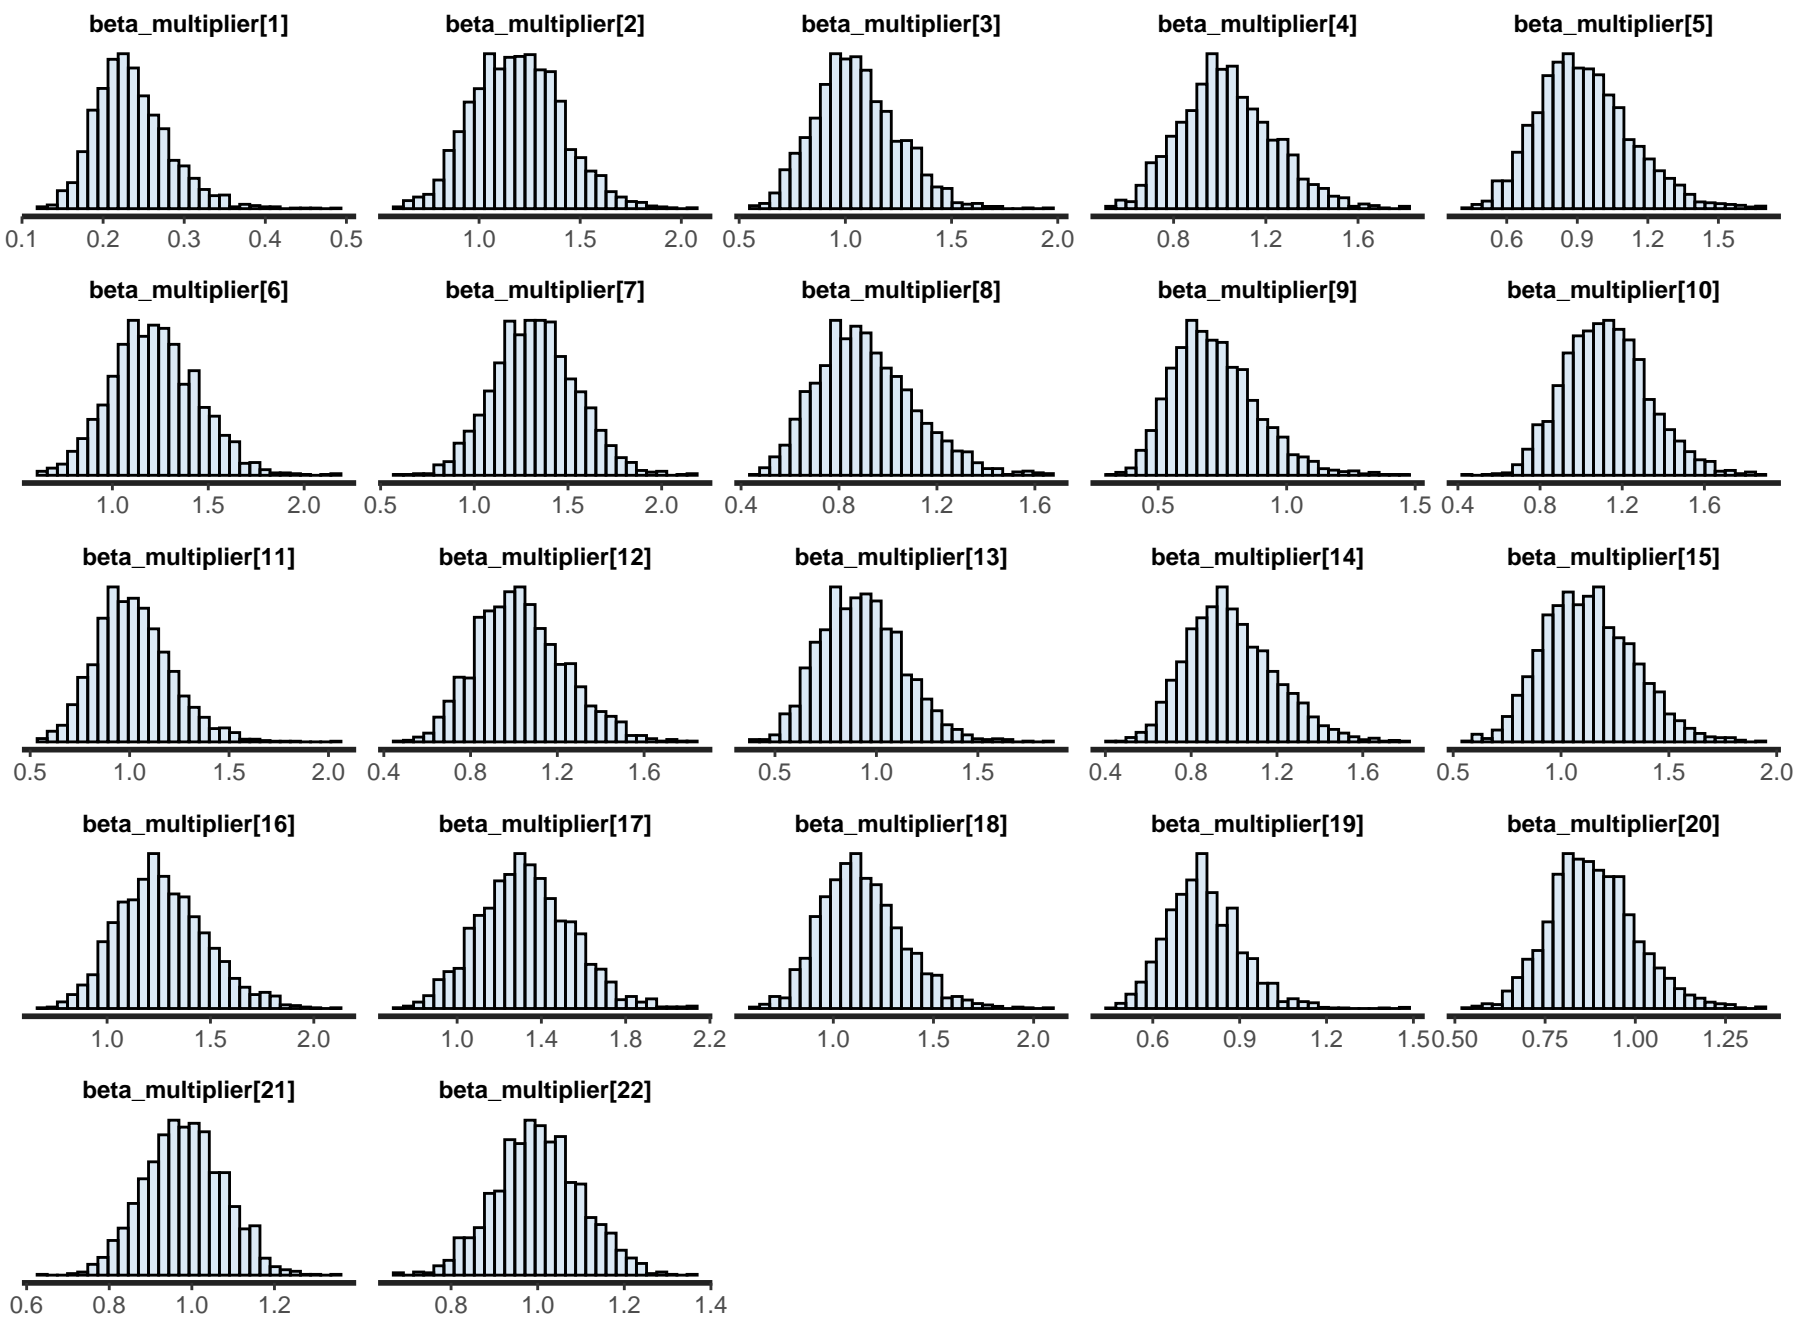 beta_multiplier[1] beta_multiplier[2] beta_multiplier[3] beta_multiplier[4] beta_multiplier[5]
0.1 0.2 0.3 0.4 0.5 1.0 1.5 2.0 0.5 1.0 1.5 2.0 0.8 1.2 1.6 0.6 0.9 1.2 1.5
beta_multiplier[6] beta_multiplier[7] beta_multiplier[8] beta_multiplier[9] beta_multiplier[10]
1.0 1.5 2.0 0.5 1.0 1.5 2.0 0.4 0.8 1.2 1.6 0.5 1.0 1.5 0.4 0.8 1.2 1.6
beta_multiplier[11] beta_multiplier[12] beta_multiplier[13] beta_multiplier[14] beta_multiplier[15]
0.5 1.0 1.5 2.0 0.4 0.8 1.2 1.6 0.5 1.0 1.5 0.4 0.8 1.2 1.6 0.5 1.0 1.5 2.0
beta_multiplier[16] beta_multiplier[17] beta_multiplier[18] beta_multiplier[19] beta_multiplier[20]
1.0 1.5 2.0 1.0 1.4 1.8 2.2 1.0 1.5 2.0 0.6 0.9 1.2 1.5 0.50 0.75 1.00 1.25
beta_multiplier[21] beta_multiplier[22]
0.6 0.8 1.0 1.2 0.8 1.0 1.2 1.4